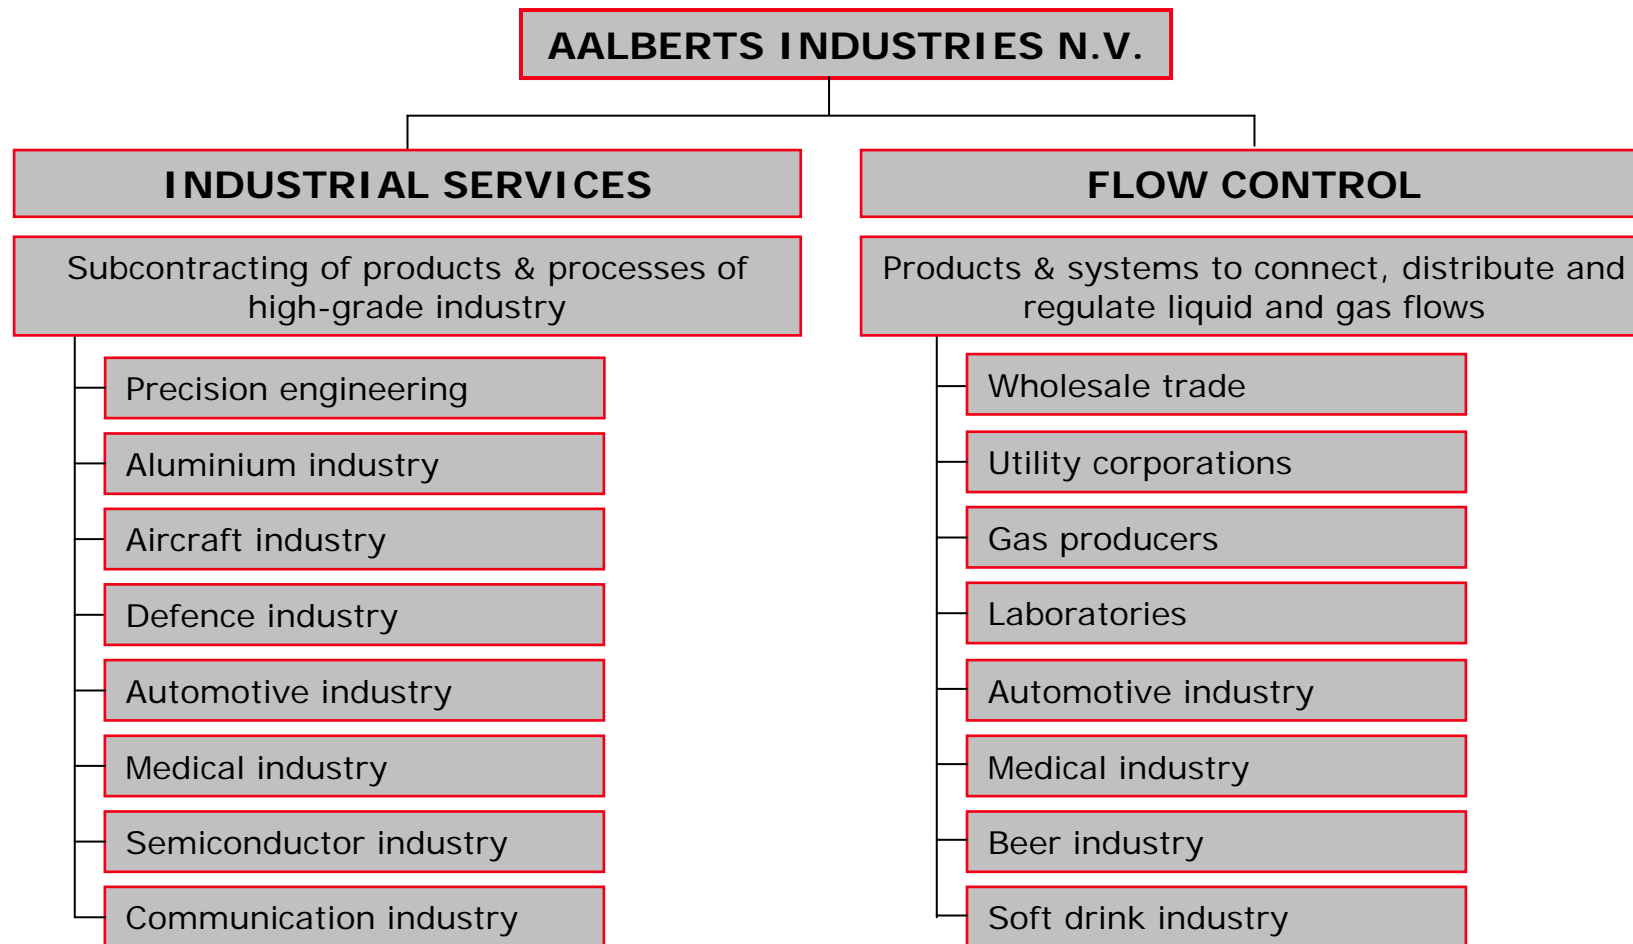 AALBERTS INDUSTRIES N.V.
INDUSTRIAL SERVICES
Subcontracting of products & processes of
high-grade industry
Precision engineering
Aluminium industry
Aircraft industry
Defence industry
Automotive industry
Medical industry
Semiconductor industry
Communication industry
FLOW CONTROL
Products & systems to connect, distribute and
regulate liquid and gas flows
Wholesale trade
Utility corporations
Gas producers
Laboratories
Automotive industry
Medical industry
Beer industry
Soft drink industry